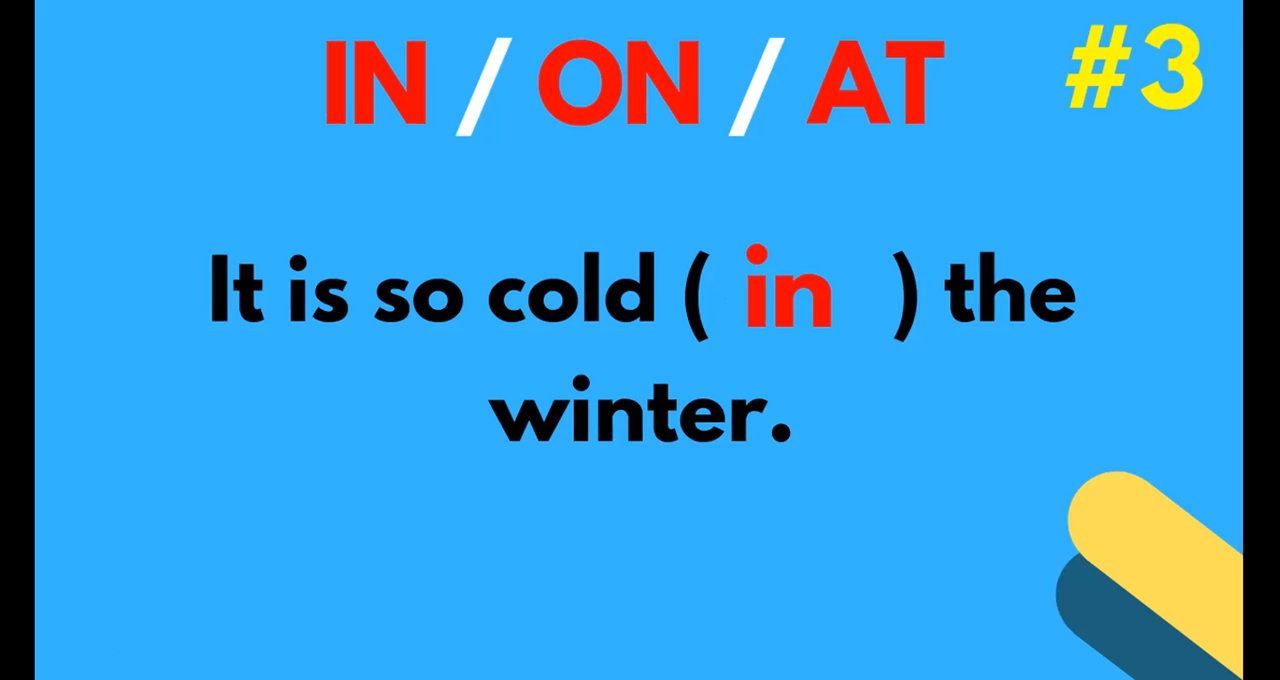 IN / ON / AT #3
It is so cold ( in ) the
winter.